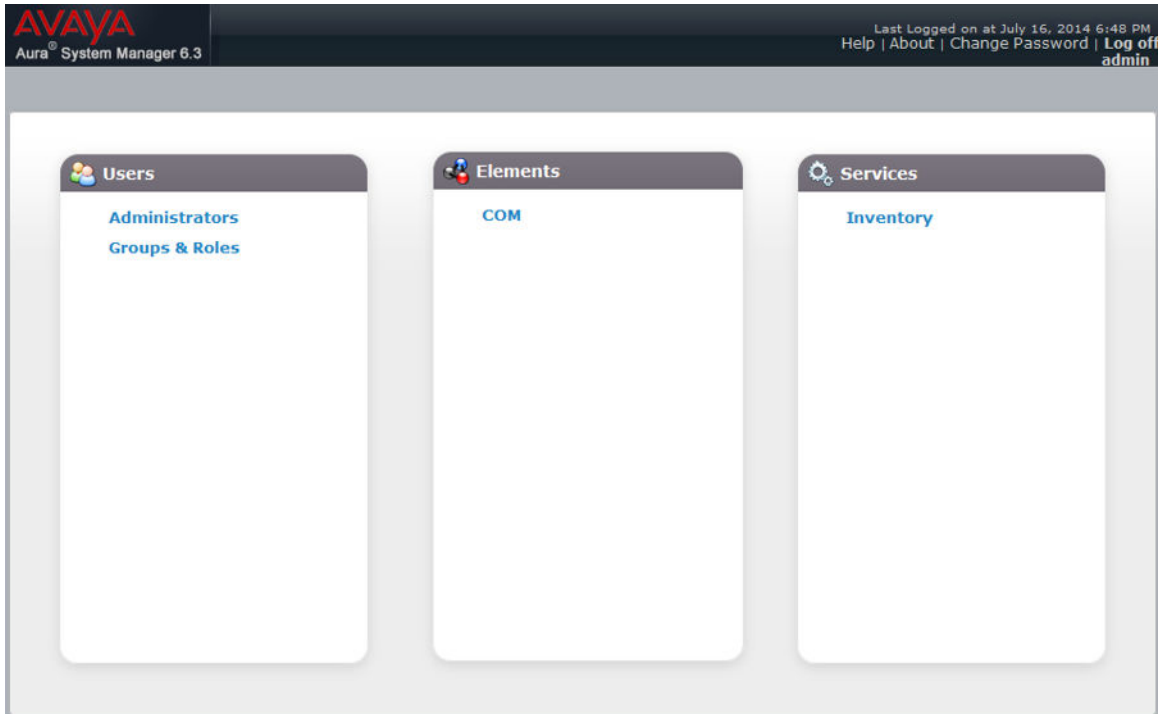 AVAYA
Aura® System Manager 6.3
Last Logged on at July 16, 2014 6:48 PM
Help | About | Change Password | Log off
admin
Users
Administrators
Groups & Roles
Elements
COM
Services
Inventory